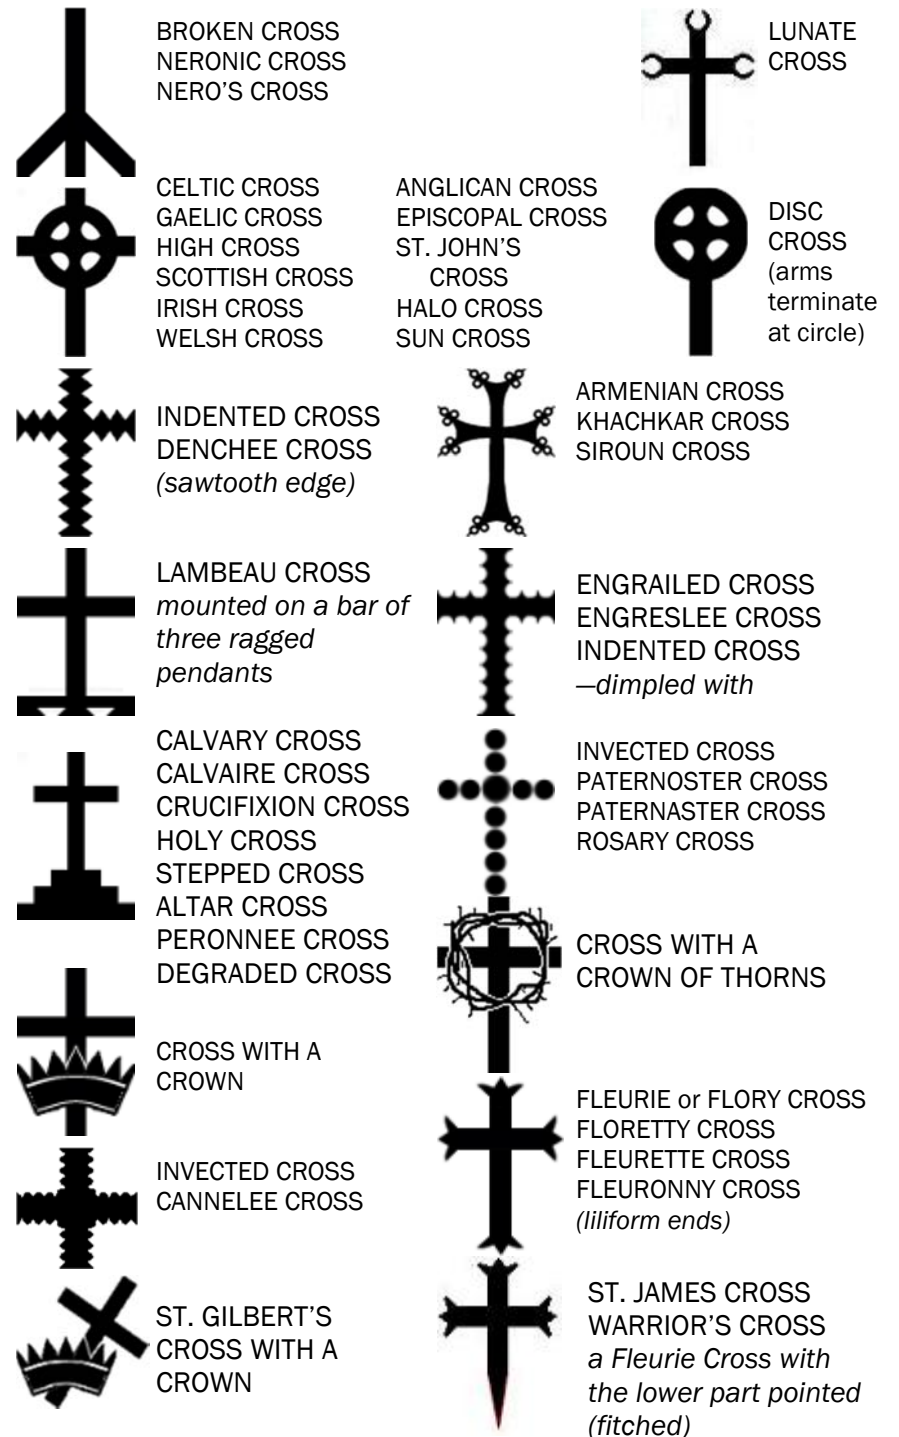 BROKEN CROSS
NERONIC CROSS
NERO’S CROSS
LUNATE
CROSS
CELTIC CROSS
GAELIC CROSS
HIGH CROSS
SCOTTISH CROSS
IRISH CROSS
WELSH CROSS
ANGLICAN CROSS
EPISCOPAL CROSS
ST. JOHN’S
CROSS
HALO CROSS
SUN CROSS
DISC
CROSS
(arms
terminate
at circle)
INDENTED CROSS
DENCHEE CROSS
(sawtooth edge)
ARMENIAN CROSS
KHACHKAR CROSS
SIROUN CROSS
LAMBEAU CROSS
mounted on a bar of
three ragged
pendants
ENGRAILED CROSS
ENGRESLEE CROSS
INDENTED CROSS
—dimpled with
CALVARY CROSS
CALVAIRE CROSS
CRUCIFIXION CROSS
HOLY CROSS
STEPPED CROSS
ALTAR CROSS
PERONNEE CROSS
DEGRADED CROSS
INVECTED CROSS
PATERNOSTER CROSS
PATERNASTER CROSS
ROSARY CROSS
CROSS WITH A
CROWN OF THORNS
CROSS WITH A
CROWN
FLEURIE or FLORY CROSS
FLORETTY CROSS
FLEURETTE CROSS
FLEURONNY CROSS
(liliform ends)
INVECTED CROSS
CANNELEE CROSS
ST. GILBERT’S
CROSS WITH A
CROWN
ST. JAMES CROSS
WARRIOR’S CROSS
a Fleurie Cross with
the lower part pointed
(fitched)